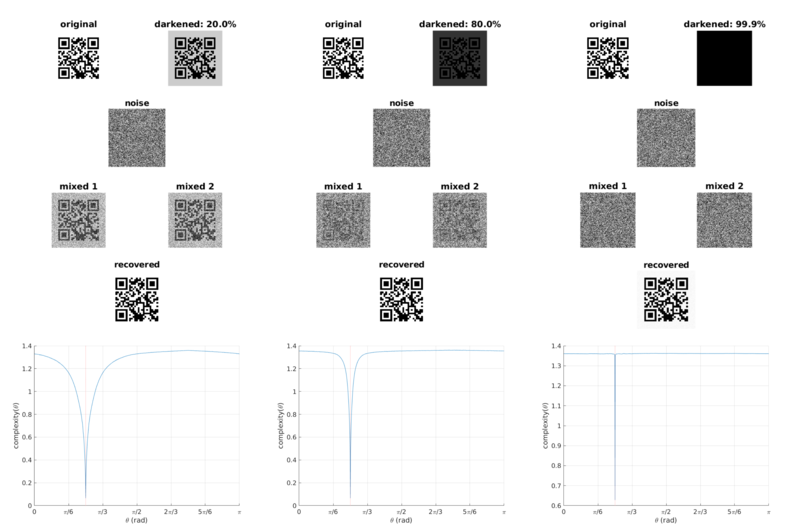 original darkened: 20.0% original darkened: 80.0% original darkened: 99.9%
noise noise noise
mixed 1 mixed 2 mixed 1 mixed 2 mixed 1 mixed 2
recovered recovered recovered
1.4 1.4 1.4
1.3
1.2 1.2 1.2
1 1 1.1
complexity(θ) complexity(θ) complexity(θ)
0.8 0.8 1
0.6 0.6 0.9
0.4 0.4 0.8
0.2 0.2 0.7
0 0 0.6
0 π/6 π/3 π/2 2π/3 5π/6 π 0 π/6 π/3 π/2 2π/3 5π/6 π 0 π/6 π/3 π/2 2π/3 5π/6 π
θ (rad) θ (rad) θ (rad)